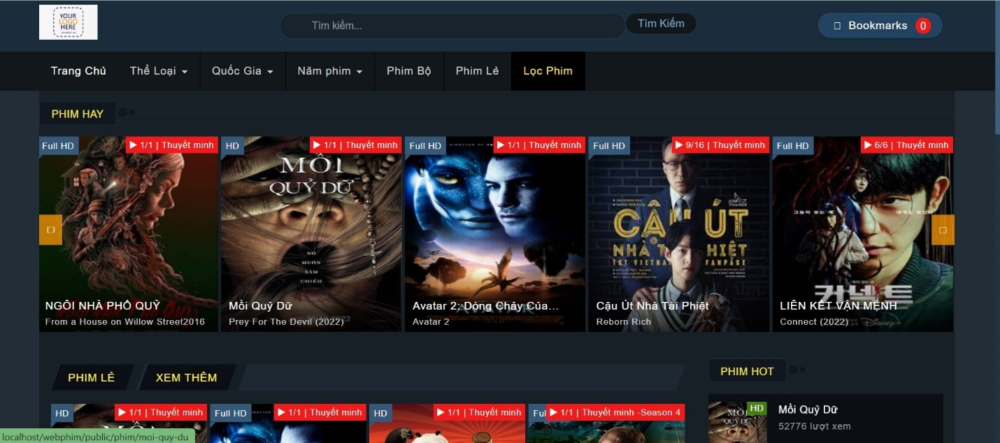 YOUR
LOGO
HERE
Tìm kiếm...
Tìm Kiếm
Bookmarks 0
Trang Chủ Thể Loại Quốc Gia Năm phim Phim Bộ Phim Lẻ Lọc Phim
PHIM HAY
Full HD 1/1 | Thuyết minh
HD 1/1 | Thuyết minh
Full HD 1/1 | Thuyết minh
Full HD 9/16 | Thuyết minh
Full HD 6/6 | Thuyết minh
MỒI
QUỶ DỮ
NÓ
MUỐN
XÂM
CHIẾM
CẬU ÚT
커넥트
Disney+
AVATAR
NGÔI NHÀ PHỐ QUỶ
From a House on Willow Street2016
Mồi Quỷ Dữ
Prey For The Devil (2022)
Avatar 2: Dòng Chảy Của...
Avatar 2
Cậu Út Nhà Tài Phiệt
Reborn Rich
LIÊN KẾT VẬN MỆNH
Connect (2022)
PHIM LẺ XEM THÊM
PHIM HOT
HD 1/1 | Thuyết minh
Full HD 1/1 | Thuyết minh
HD 1/1 | Thuyết minh
Ful 1/1 | Thuyết minh -Season 4
HD
MỒI
QUỶ DỮ
Mồi Quỷ Dữ
52776 lượt xem
localhost/webphim/public/phim/moi-quy-du